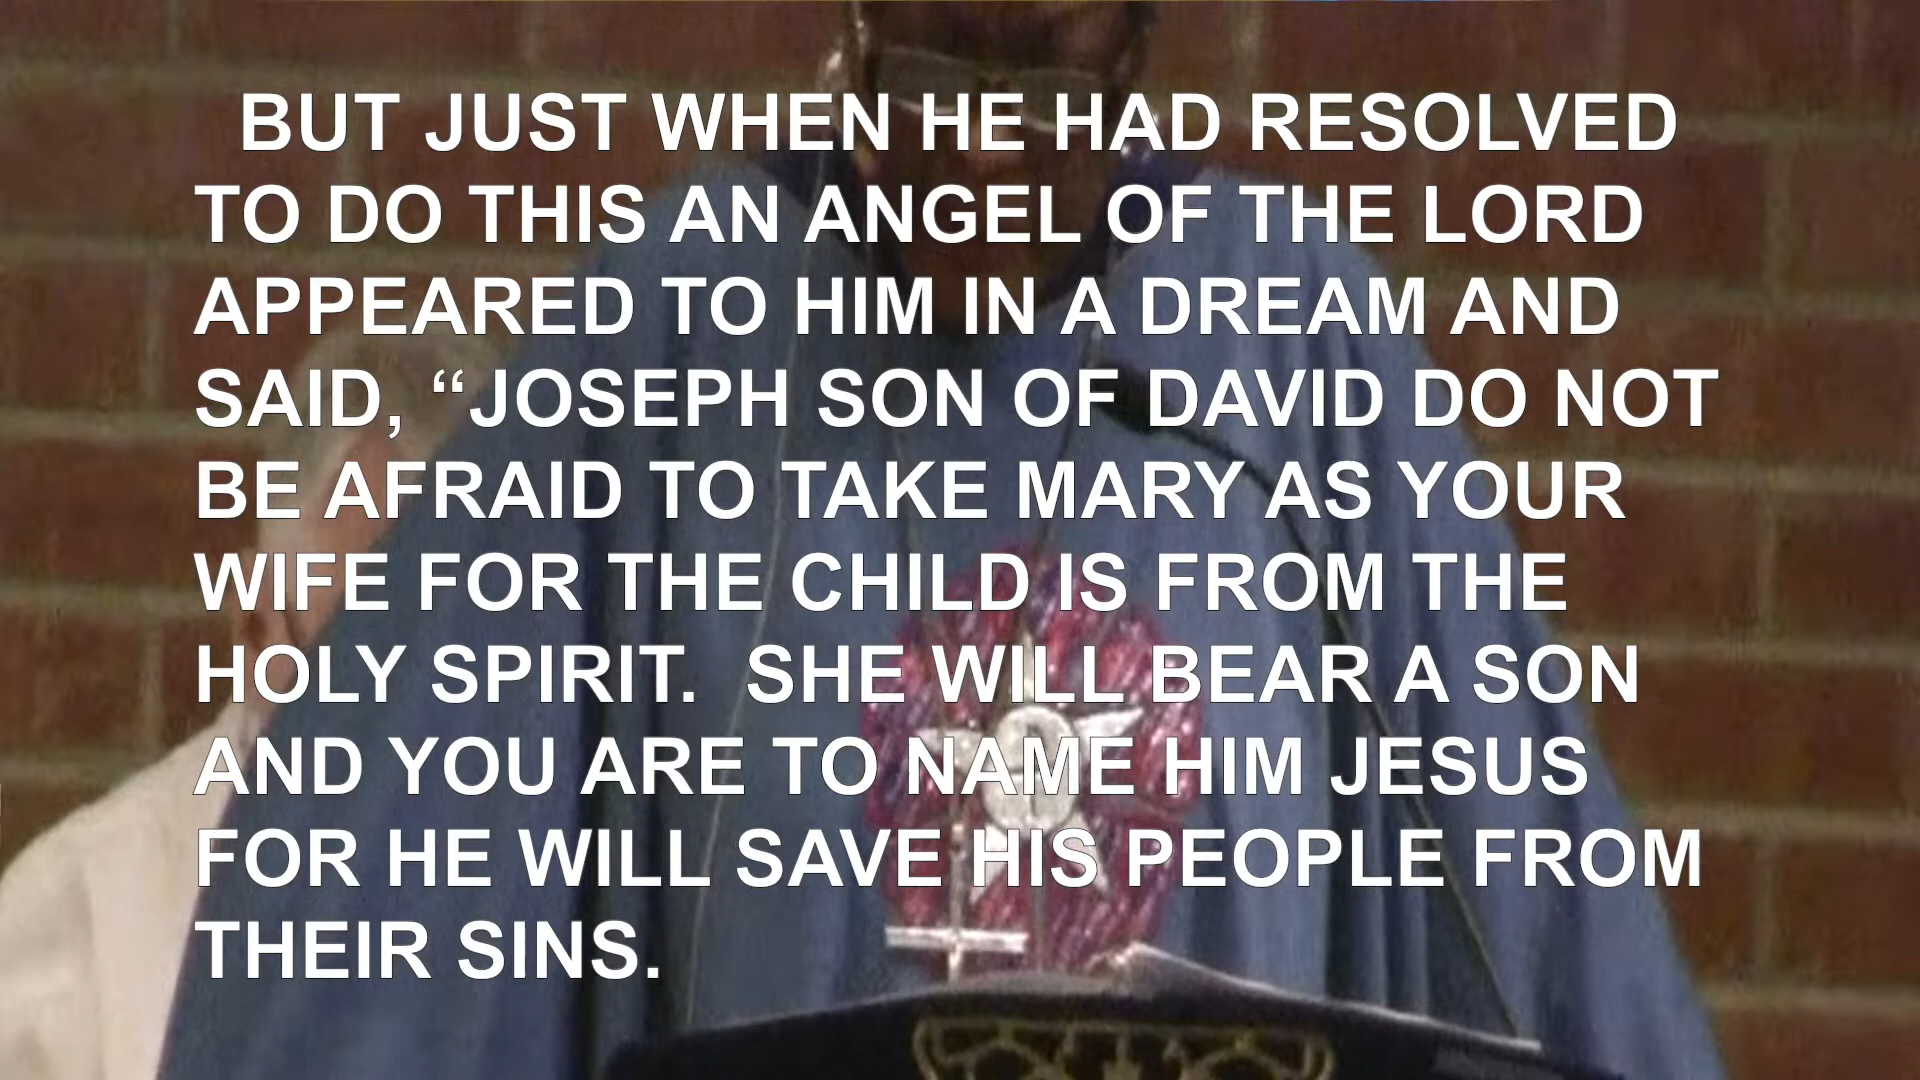 BUT JUST WHEN HE HAD RESOLVED
TO DO THIS AN ANGEL OF THE LORD
APPEARED TO HIM IN A DREAM AND
SAID, “JOSEPH SON OF DAVID DO NOT
BE AFRAID TO TAKE MARY AS YOUR
WIFE FOR THE CHILD IS FROM THE
HOLY SPIRIT.  SHE WILL BEAR A SON
AND YOU ARE TO NAME HIM JESUS
FOR HE WILL SAVE HIS PEOPLE FROM
THEIR SINS.